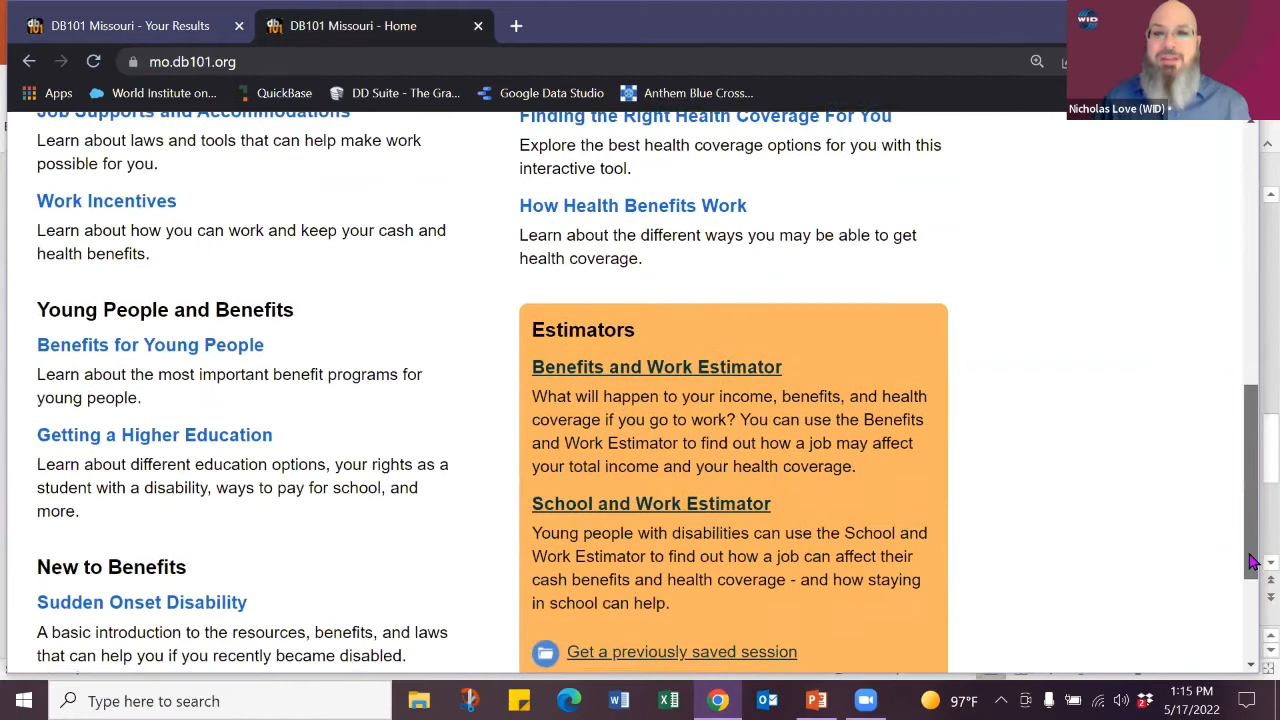 DB101 Missouri - Your Results
DB101 Missouri - Home
mo.db101.org
Apps
World Institute on...
QuickBase
DD Suite - The Gra...
Google Data Studio
Anthem Blue Cross...
WID
Nicholas Love (WID)
Job Supports and Accommodations
Learn about laws and tools that can help make work
possible for you.
Work Incentives
Learn about how you can work and keep your cash and
health benefits.
Young People and Benefits
Benefits for Young People
Learn about the most important benefit programs for
young people.
Getting a Higher Education
Learn about different education options, your rights as a
student with a disability, ways to pay for school, and
more.
New to Benefits
Sudden Onset Disability
A basic introduction to the resources, benefits, and laws
that can help you if you recently became disabled.
Finding the Right Health Coverage For You
Explore the best health coverage options for you with this
interactive tool.
How Health Benefits Work
Learn about the different ways you may be able to get
health coverage.
Estimators
Benefits and Work Estimator
What will happen to your income, benefits, and health
coverage if you go to work? You can use the Benefits
and Work Estimator to find out how a job may affect
your total income and your health coverage.
School and Work Estimator
Young people with disabilities can use the School and
Work Estimator to find out how a job can affect their
cash benefits and health coverage - and how staying
in school can help.
Get a previously saved session
Type here to search
97°F
1:15 PM
5/17/2022